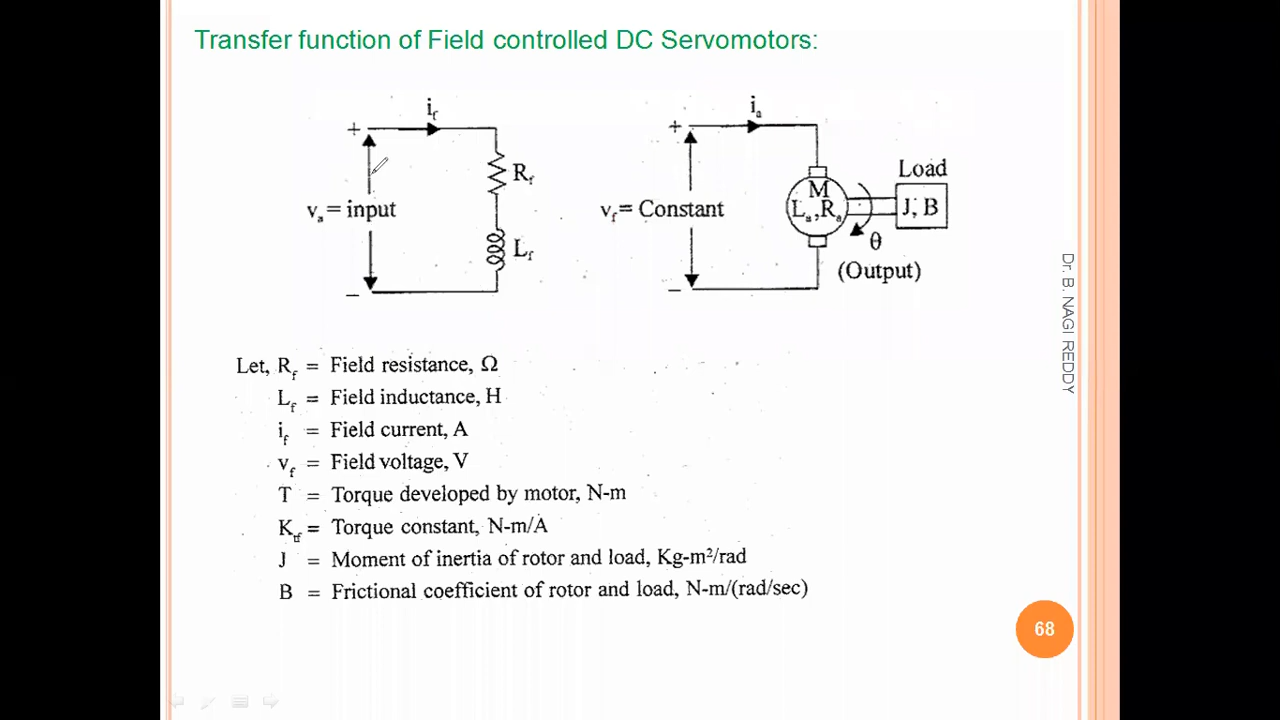 Transfer function of Field controlled DC Servomotors:
+ i_f
R_f
v_a = input
L_f
−
+ i_a
Load
M
L_a, R_a
J, B
v_f = Constant
θ
(Output)
−
Let, R_f = Field resistance, Ω
L_f = Field inductance, H
i_f = Field current, A
v_f = Field voltage, V
T = Torque developed by motor, N-m
K_tf = Torque constant, N-m/A
J = Moment of inertia of rotor and load, Kg-m²/rad
B = Frictional coefficient of rotor and load, N-m/(rad/sec)
Dr. B. NAGI REDDY
68